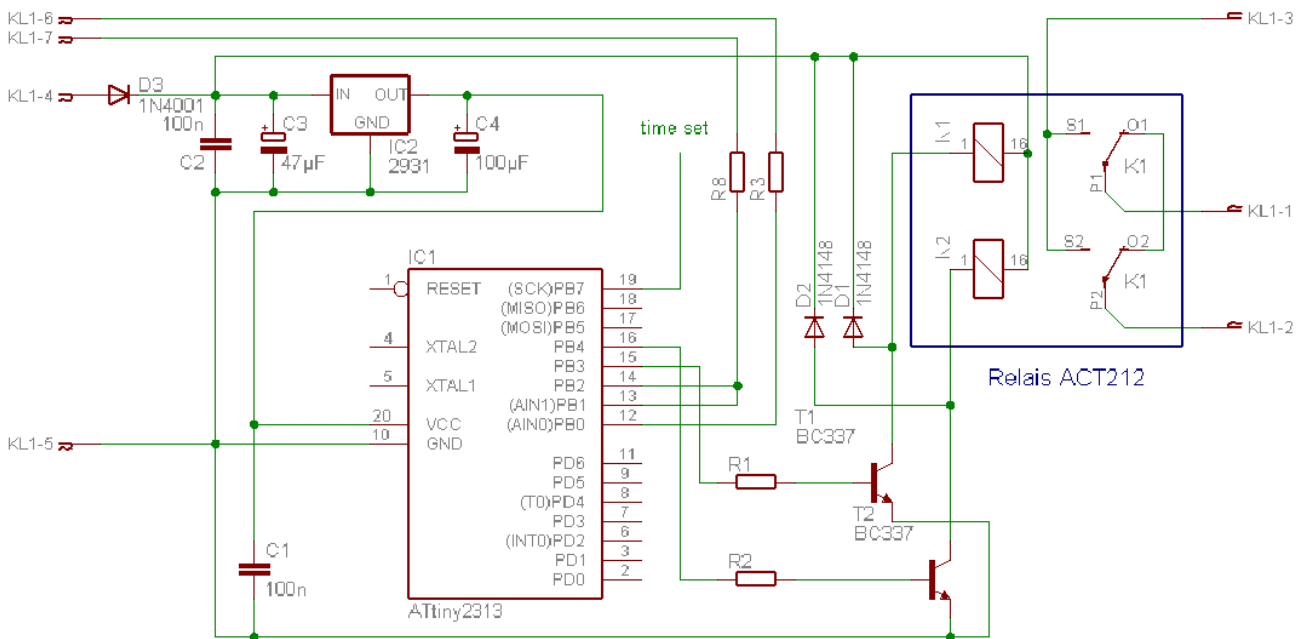 KL1-6
KL1-7
KL1-3
KL1-4
D3
1N4001
100n
C2
C3
47µF
IN
OUT
GND
IC2
2931
C4
100µF
time set
R8
R3
K1
1
16
S1
O1
K1
P1
KL1-1
K2
1
16
S2
O2
K1
P2
KL1-2
Relais ACT212
D2
1N4148
D1
1N4148
IC1
1
RESET
(SCK)PB7
19
(MISO)PB6
18
(MOSI)PB5
17
4
XTAL2
PB4
16
PB3
15
5
XTAL1
PB2
14
(AIN1)PB1
13
20
VCC
(AIN0)PB0
12
KL1-5
10
GND
PD6
11
PD5
9
(T0)PD4
8
PD3
7
(INT0)PD2
6
PD1
3
PD0
2
ATtiny2313
T1
BC337
R1
T2
BC337
R2
C1
100n